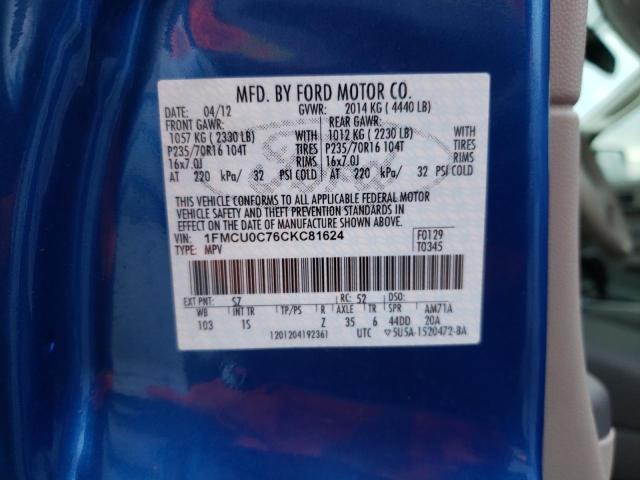 MFD. BY FORD MOTOR CO.
DATE: 04/12 GVWR: 2014 KG ( 4440 LB)
FRONT GAWR: REAR GAWR:
1057 KG ( 2330 LB) WITH 1012 KG ( 2230 LB) WITH
P235/70R16 104T TIRES P235/70R16 104T TIRES
16x7.0J RIMS 16x7.0J RIMS
AT 220 kPa/ 32 PSI COLD AT 220 kPa/ 32 PSI COLD
Ford
THIS VEHICLE CONFORMS TO ALL APPLICABLE FEDERAL MOTOR
VEHICLE SAFETY AND THEFT PREVENTION STANDARDS IN
EFFECT ON THE DATE OF MANUFACTURE SHOWN ABOVE.
VIN: 1FMCU0C76CKC81624 F0129
TYPE: MPV T0345
EXT PNT: SZ RC: 52 DSO:
WB INT TR TP/PS R AXLE TR SPR AM71A
103 IS Z 35 6 44DD 20A
1201204192361 UTC ▽5U5A-1520472-BA